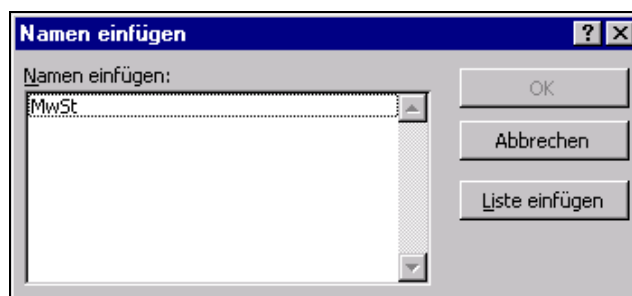 Namen einfügen
Namen einfügen:
MwSt
OK
Abbrechen
Liste einfügen